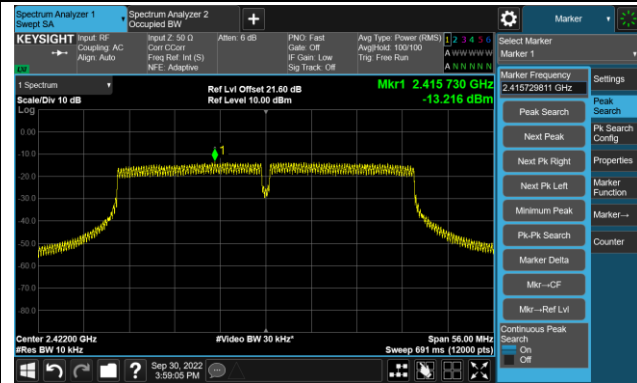 Spectrum Analyzer 1
Swept SA
Spectrum Analyzer 2
Occupied BW
+
Marker
KEYSIGHT
Input: RF
Coupling: AC
Align: Auto
Input Z: 50 Ω
Corr CCorr
Freq Ref: Int (S)
NFE: Adaptive
Atten: 6 dB
PNO: Fast
Gate: Off
IF Gain: Low
Sig Track: Off
Avg Type: Power (RMS)
Avg|Hold: 100/100
Trig: Free Run
1 2 3 4 5 6
A W W W W W
A N N N N N
Select Marker
Marker 1
1 Spectrum
Scale/Div 10 dB
Log
Ref Lvl Offset 21.60 dB
Ref Level 10.00 dBm
Mkr1 2.415 730 GHz
-13.216 dBm
0.00
-10.0
-20.0
-30.0
-40.0
-50.0
-60.0
-70.0
-80.0
1
Center 2.42200 GHz
#Res BW 10 kHz
#Video BW 30 kHz*
Span 56.00 MHz
Sweep 691 ms (12000 pts)
Marker Frequency
2.415729811 GHz
Peak Search
Next Peak
Next Pk Right
Next Pk Left
Minimum Peak
Pk-Pk Search
Marker Delta
Mkr→CF
Mkr→Ref Lvl
Continuous Peak
Search
On
Off
Settings
Peak
Search
Pk Search
Config
Properties
Marker
Function
Marker→
Counter
?
Sep 30, 2022
3:59:05 PM